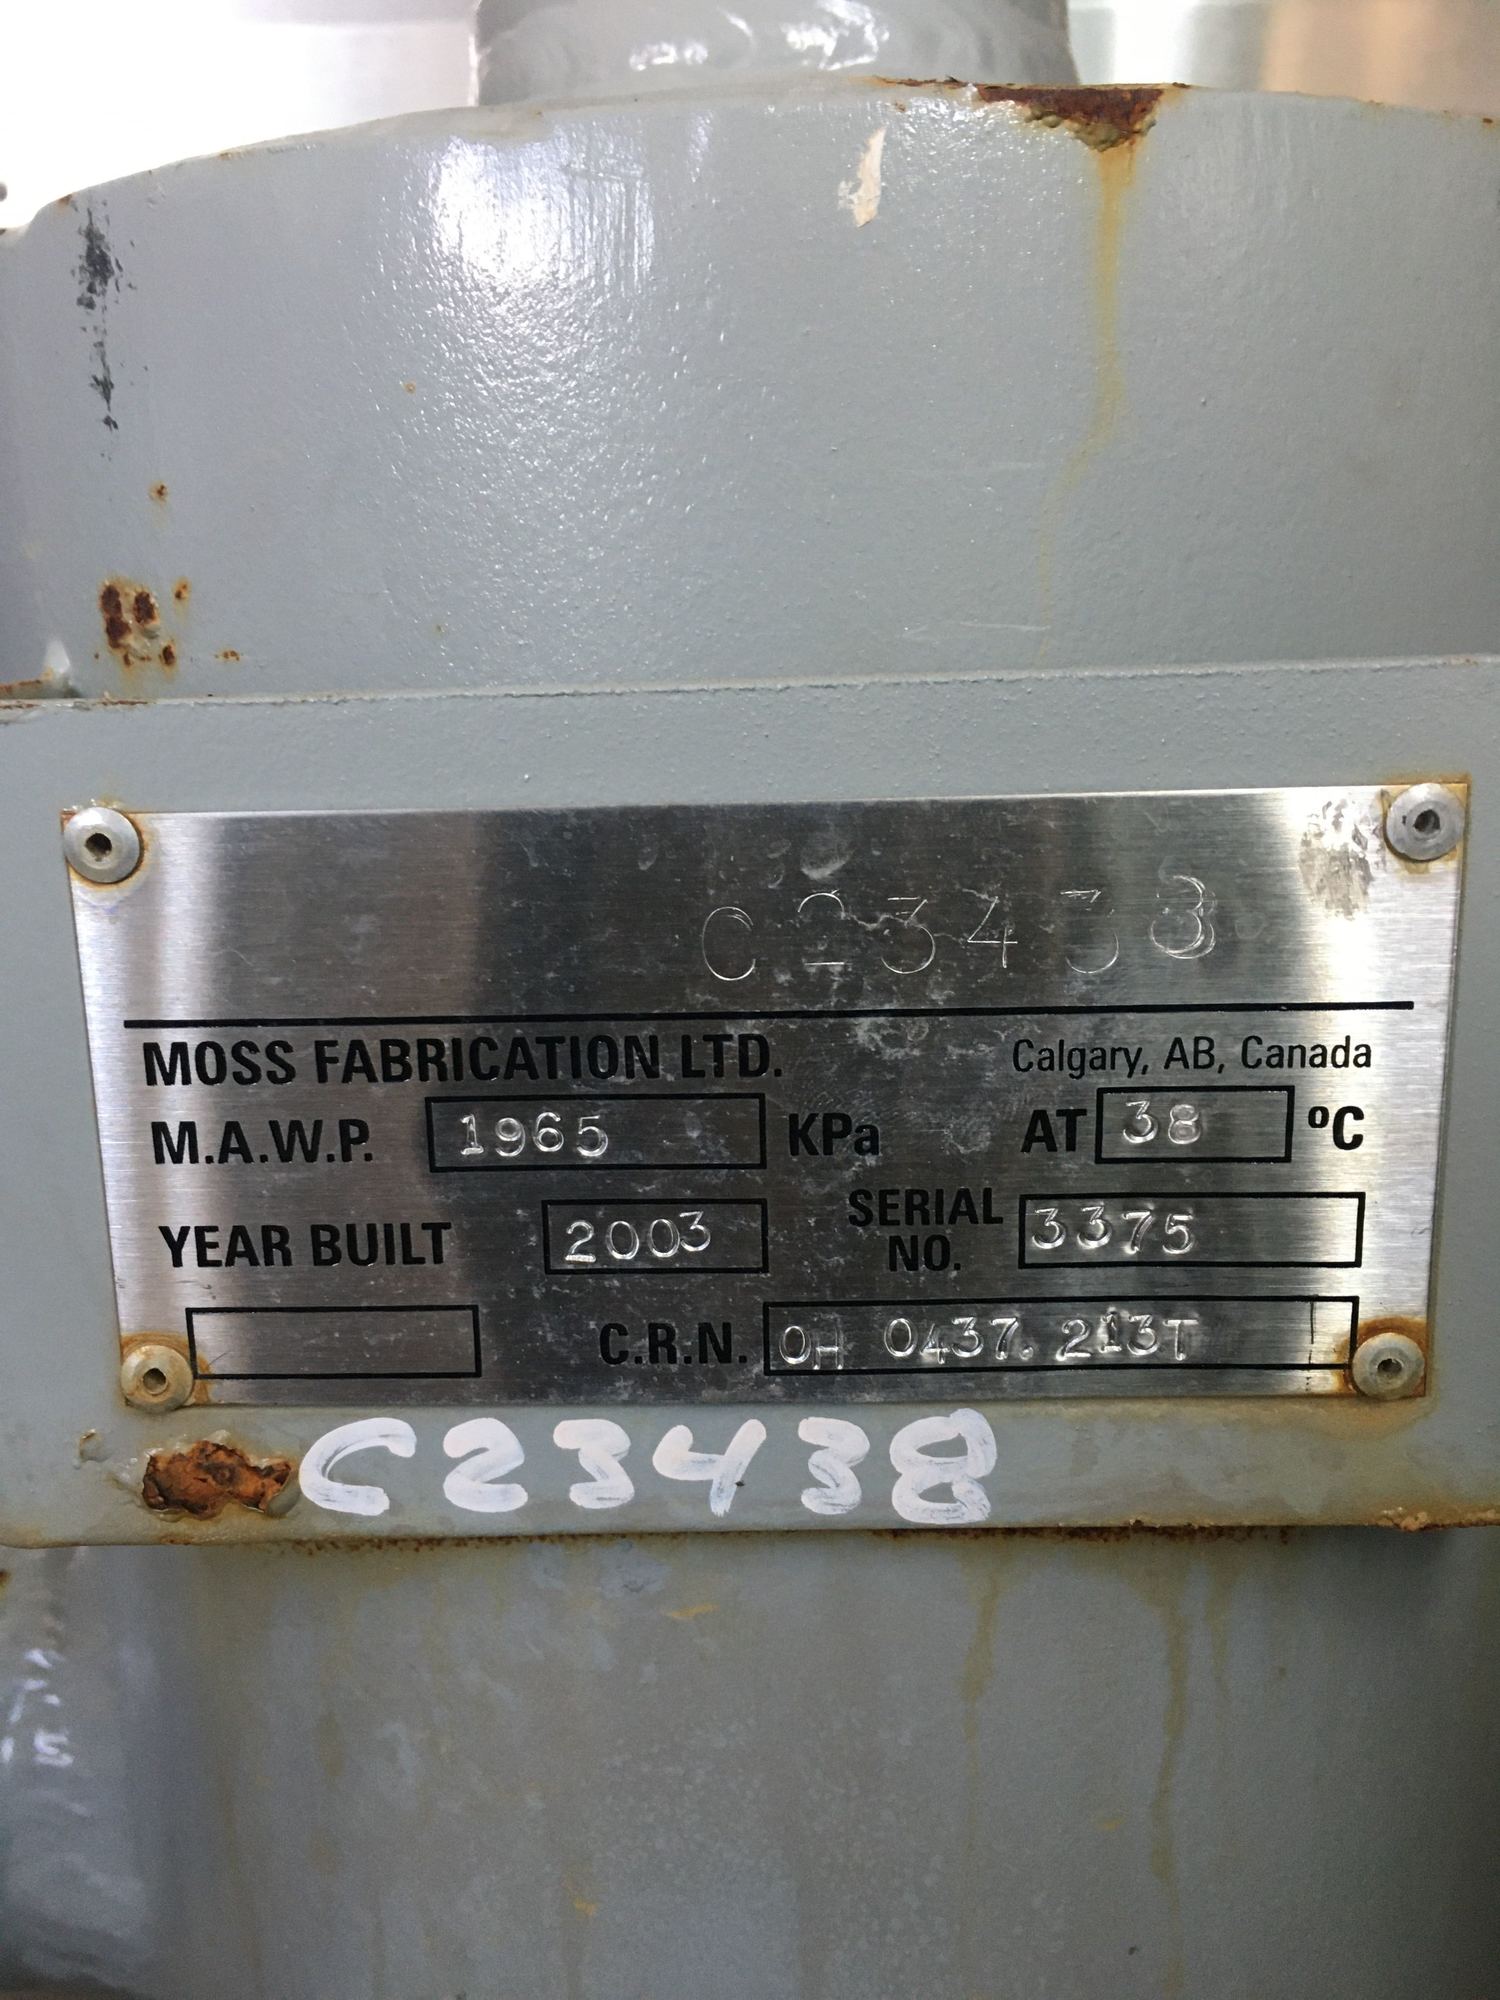 C23438
MOSS FABRICATION LTD. Calgary, AB, Canada
M.A.W.P. 1965 KPa AT 38 ºC
YEAR BUILT 2003 SERIAL NO. 3375
C.R.N. OH 0437.213T
C23438